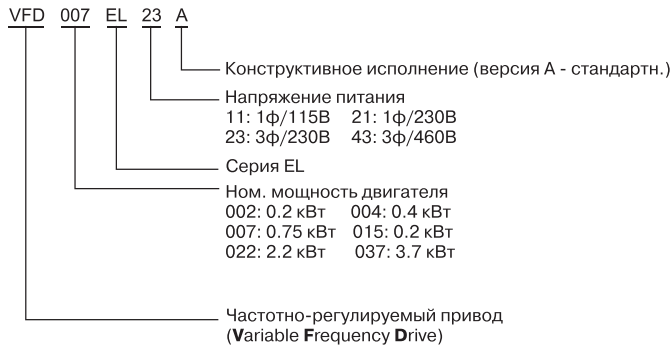 VFD 007 EL 23 A
Конструктивное исполнение (версия А - стандартн.)
Напряжение питания
11: 1ф/115В 21: 1ф/230В
23: 3ф/230В 43: 3ф/460В
Серия EL
Ном. мощность двигателя
002: 0.2 кВт 004: 0.4 кВт
007: 0.75 кВт 015: 0.2 кВт
022: 2.2 кВт 037: 3.7 кВт
Частотно-регулируемый привод
(Variable Frequency Drive)